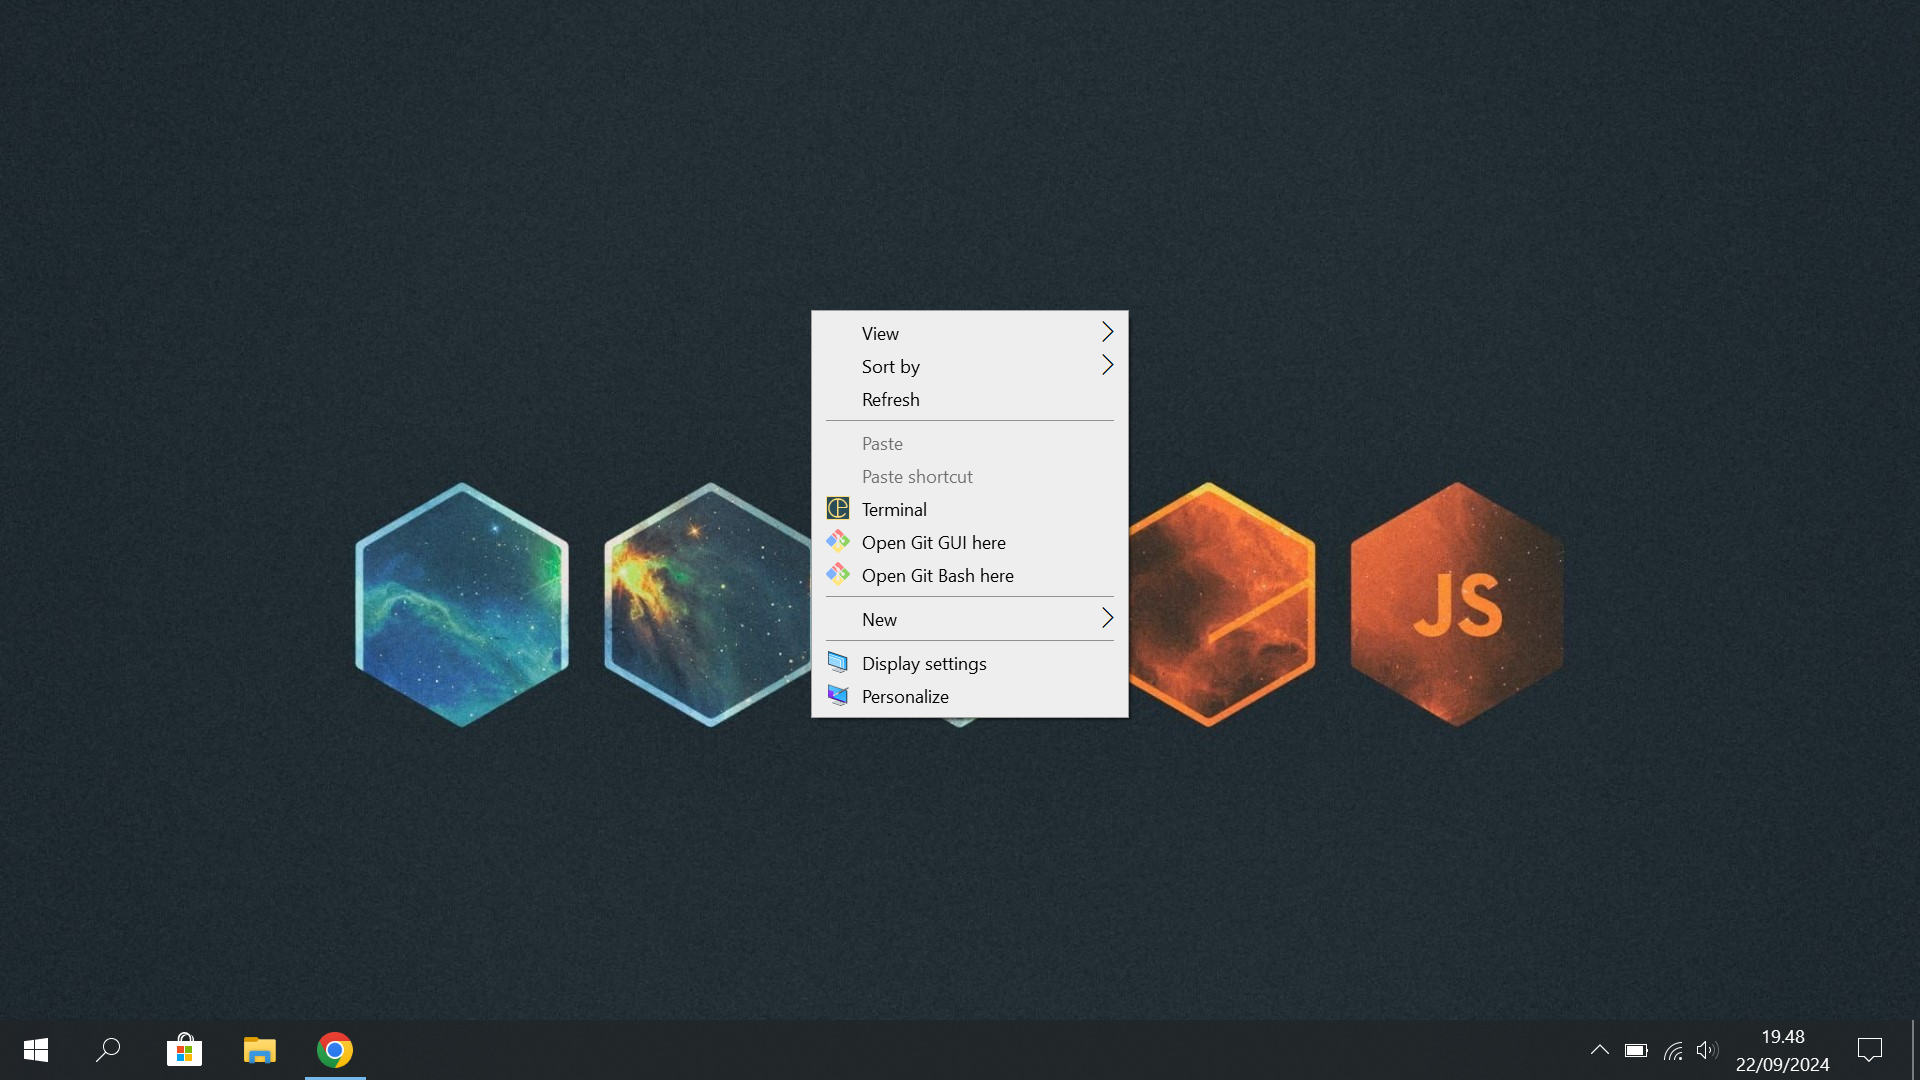 View
Sort by
Refresh
Paste
Paste shortcut
Terminal
Open Git GUI here
Open Git Bash here
New
Display settings
Personalize
JS
19.48
22/09/2024